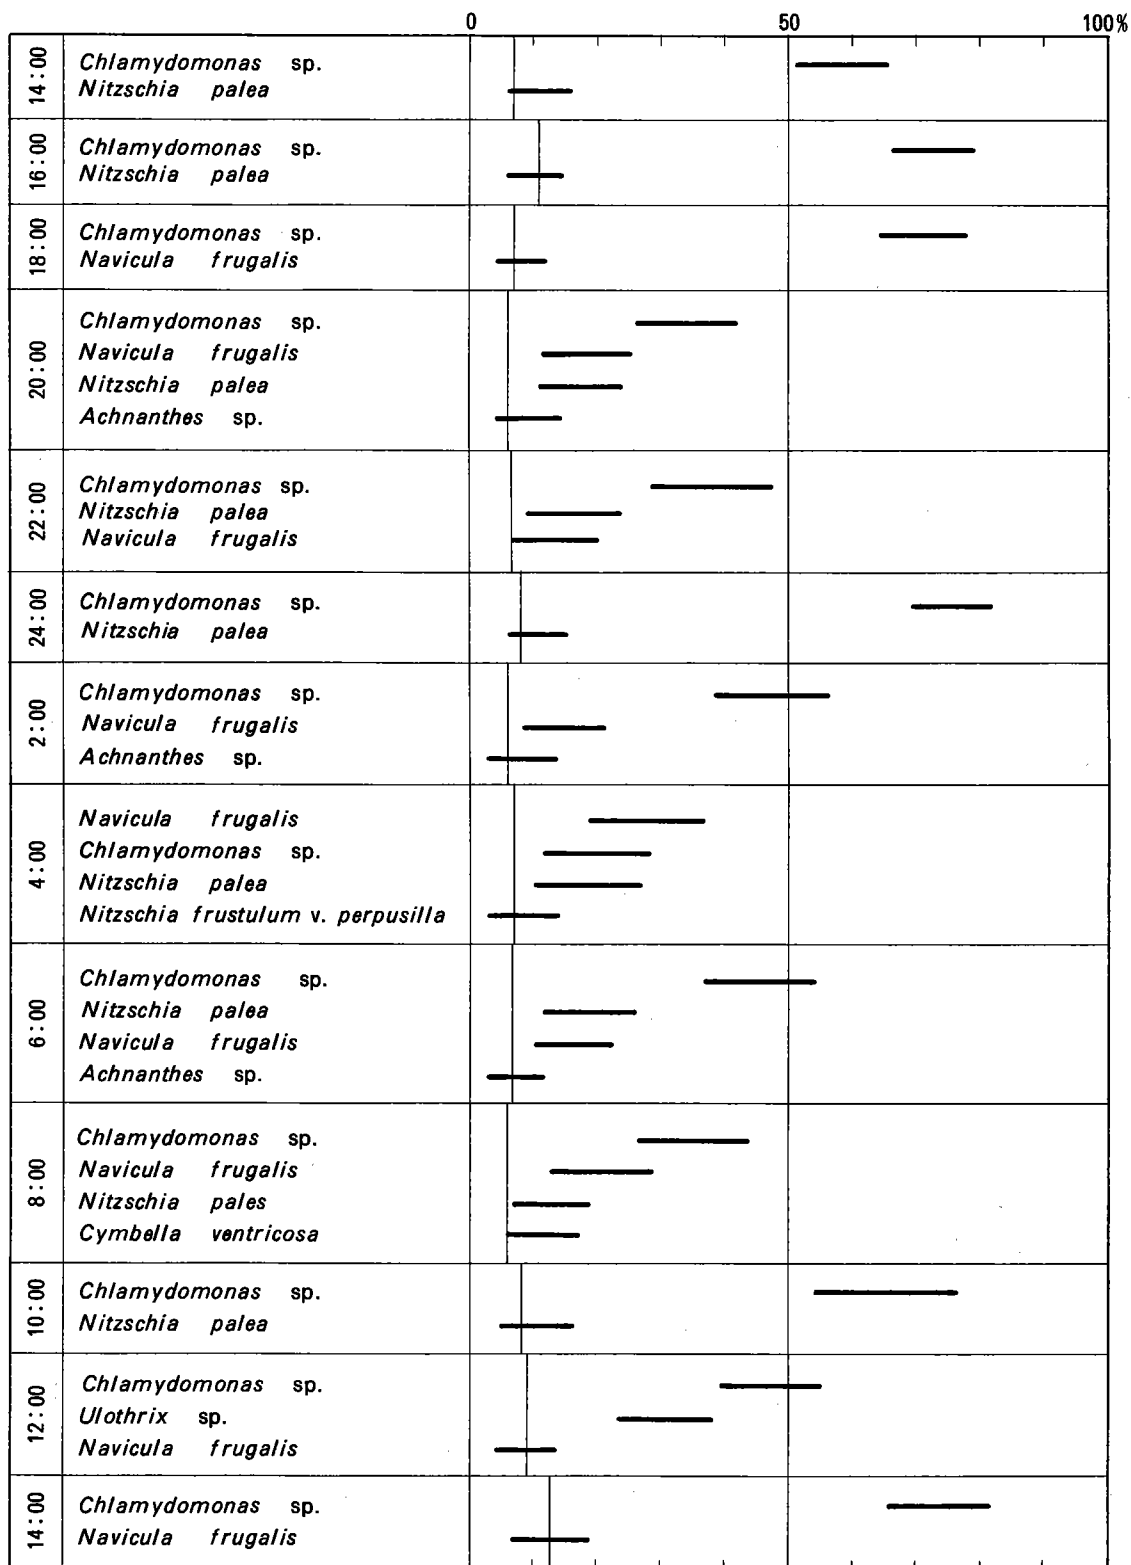 0 50 100%
14:00
Chlamydomonas sp.
Nitzschia palea
16:00
Chlamydomonas sp.
Nitzschia palea
18:00
Chlamydomonas sp.
Navicula frugalis
20:00
Chlamydomonas sp.
Navicula frugalis
Nitzschia palea
Achnanthes sp.
22:00
Chlamydomonas sp.
Nitzschia palea
Navicula frugalis
24:00
Chlamydomonas sp.
Nitzschia palea
2:00
Chlamydomonas sp.
Navicula frugalis
Achnanthes sp.
4:00
Navicula frugalis
Chlamydomonas sp.
Nitzschia palea
Nitzschia frustulum v. perpusilla
6:00
Chlamydomonas sp.
Nitzschia palea
Navicula frugalis
Achnanthes sp.
8:00
Chlamydomonas sp.
Navicula frugalis
Nitzschia pales
Cymbella ventricosa
10:00
Chlamydomonas sp.
Nitzschia palea
12:00
Chlamydomonas sp.
Ulothrix sp.
Navicula frugalis
14:00
Chlamydomonas sp.
Navicula frugalis